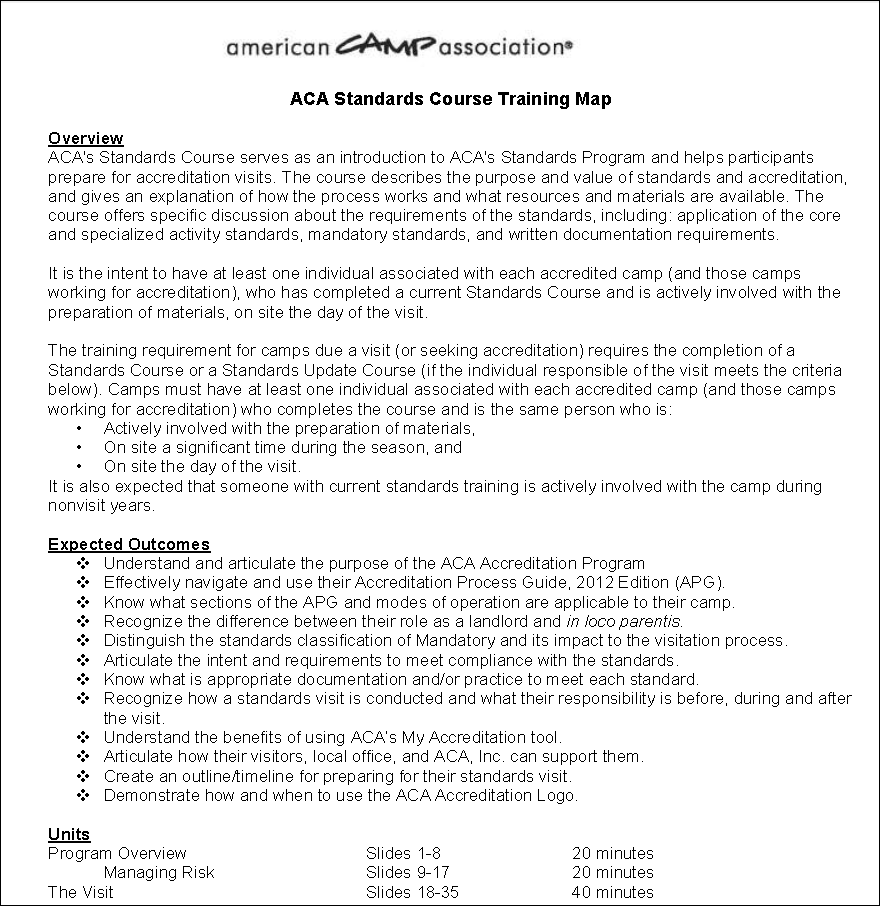 american CAMP association®
ACA Standards Course Training Map
Overview
ACA's Standards Course serves as an introduction to ACA's Standards Program and helps participants
prepare for accreditation visits. The course describes the purpose and value of standards and accreditation,
and gives an explanation of how the process works and what resources and materials are available. The
course offers specific discussion about the requirements of the standards, including: application of the core
and specialized activity standards, mandatory standards, and written documentation requirements.
It is the intent to have at least one individual associated with each accredited camp (and those camps
working for accreditation), who has completed a current Standards Course and is actively involved with the
preparation of materials, on site the day of the visit.
The training requirement for camps due a visit (or seeking accreditation) requires the completion of a
Standards Course or a Standards Update Course (if the individual responsible of the visit meets the criteria
below). Camps must have at least one individual associated with each accredited camp (and those camps
working for accreditation) who completes the course and is the same person who is:
• Actively involved with the preparation of materials,
• On site a significant time during the season, and
• On site the day of the visit.
It is also expected that someone with current standards training is actively involved with the camp during
nonvisit years.
Expected Outcomes
❖ Understand and articulate the purpose of the ACA Accreditation Program
❖ Effectively navigate and use their Accreditation Process Guide, 2012 Edition (APG).
❖ Know what sections of the APG and modes of operation are applicable to their camp.
❖ Recognize the difference between their role as a landlord and in loco parentis.
❖ Distinguish the standards classification of Mandatory and its impact to the visitation process.
❖ Articulate the intent and requirements to meet compliance with the standards.
❖ Know what is appropriate documentation and/or practice to meet each standard.
❖ Recognize how a standards visit is conducted and what their responsibility is before, during and after
the visit.
❖ Understand the benefits of using ACA's My Accreditation tool.
❖ Articulate how their visitors, local office, and ACA, Inc. can support them.
❖ Create an outline/timeline for preparing for their standards visit.
❖ Demonstrate how and when to use the ACA Accreditation Logo.
Units
Program Overview Slides 1-8 20 minutes
Managing Risk Slides 9-17 20 minutes
The Visit Slides 18-35 40 minutes